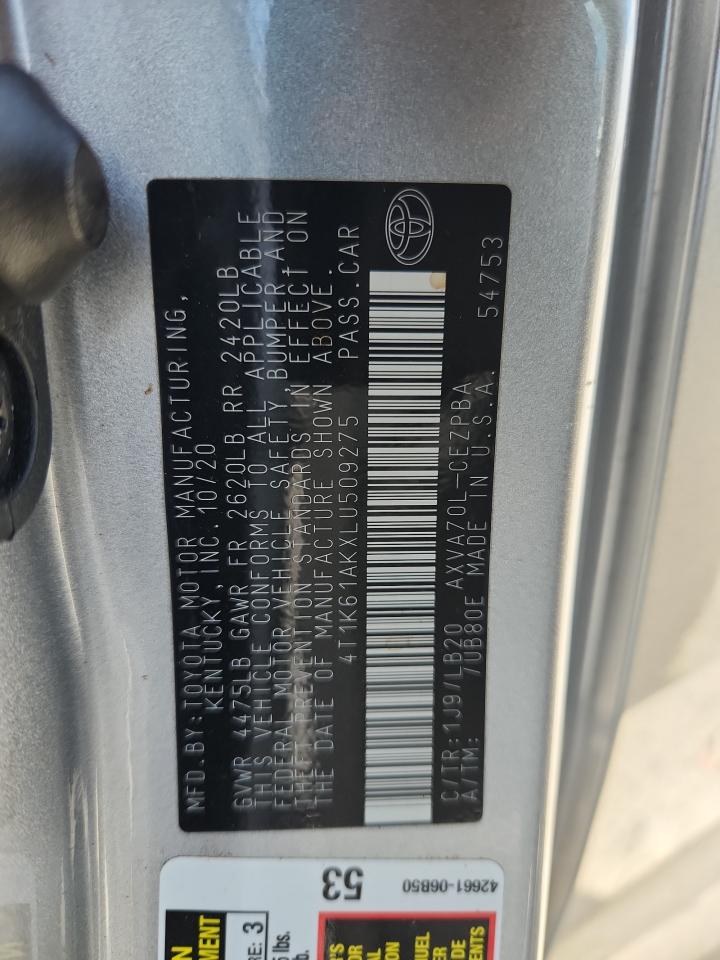 MFD.BY:TOYOTA MOTOR MANUFACTURING,
KENTUCKY, INC. 10/20
GVWR 4475LB GAWR FR 2620LB RR 2420LB
THIS VEHICLE CONFORMS TO ALL APPLICABLE
FEDERAL MOTOR VEHICLE SAFETY, BUMPER, AND
THEFT PREVENTION STANDARDS IN EFFECT ON
THE DATE OF MANUFACTURE SHOWN ABOVE.
4T1K61AKXLU509275 PASS.CAR
C/TR:1J9/LB20 AXVA70L-CEZPBA
A/TM: 7/UB80E MADE IN U.S.A. 54753
53
42661-06B50